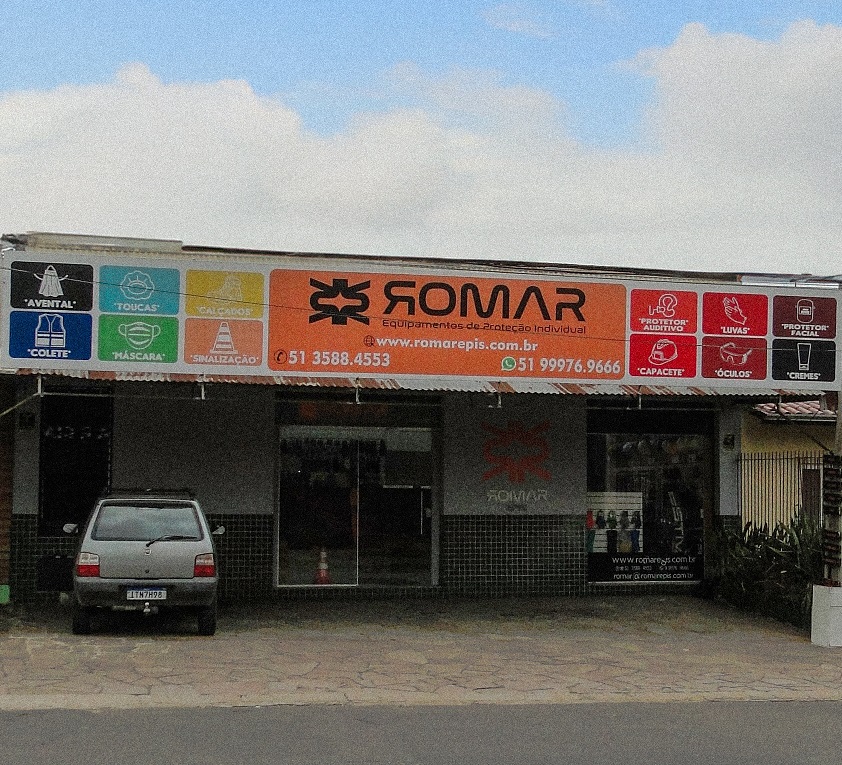 "AVENTAL"
"TOUCAS"
"CALÇADOS"
"COLETE"
"MÁSCARA"
"SINALIZAÇÃO"
ROMAR
Equipamentos de Proteção Individual
www.romarepis.com.br
51 3588.4553
51 99976.9666
"PROTETOR"
AUDITIVO
"LUVAS"
"PROTETOR"
FACIAL
"CAPACETE"
"ÓCULOS"
"CREMES"
ROMAR
www.romarepis.com.br
romar@romarepis.com.br
ITN7H98